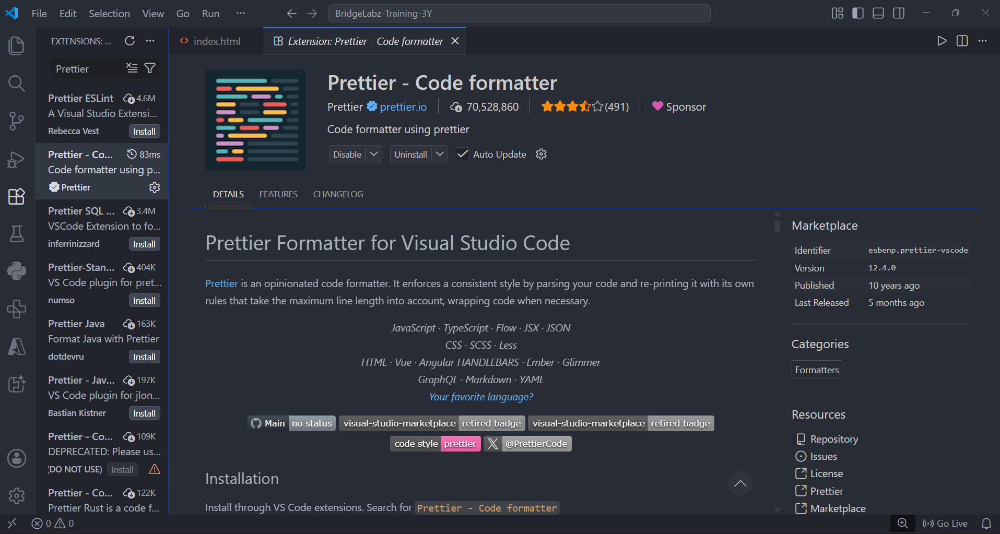 File Edit Selection View Go Run ···
BridgeLabz-Training-3Y
EXTENSIONS: ...
Prettier
Prettier ESLint 4.6M
A Visual Studio Extensi...
Rebecca Vest Install
Prettier - Co... 83ms
Code formatter using p...
Prettier
Prettier SQL ... 3.4M
VSCode Extension to fo...
inferrinizzard Install
Prettier-Stan... 404K
VS Code plugin for pret...
numso Install
Prettier Java 163K
Format Java with Prettier
dotdevru Install
Prettier - Jav... 197K
VS Code plugin for jlon...
Bastian Kistner Install
Prettier - Co... 109K
DEPRECATED: Please us...
(DO NOT USE) Install
Prettier - Co... 122K
Prettier Rust is a code f...
index.html Extension: Prettier - Code formatter
Prettier - Code formatter
Prettier prettier.io 70,528,860 (491) Sponsor
Code formatter using prettier
Disable Uninstall Auto Update
DETAILS FEATURES CHANGELOG
Prettier Formatter for Visual Studio Code
Prettier is an opinionated code formatter. It enforces a consistent style by parsing your code and re-printing it with its own
rules that take the maximum line length into account, wrapping code when necessary.
JavaScript · TypeScript · Flow · JSX · JSON
CSS · SCSS · Less
HTML · Vue · Angular HANDLEBARS · Ember · Glimmer
GraphQL · Markdown · YAML
Your favorite language?
Main no status visual-studio-marketplace retired badge visual-studio-marketplace retired badge
code style prettier @PrettierCode
Installation
Install through VS Code extensions. Search for Prettier - Code formatter
Marketplace
Identifier esbenp.prettier-vscode
Version 12.4.0
Published 10 years ago
Last Released 5 months ago
Categories
Formatters
Resources
Repository
Issues
License
Prettier
Marketplace
0 0 Go Live